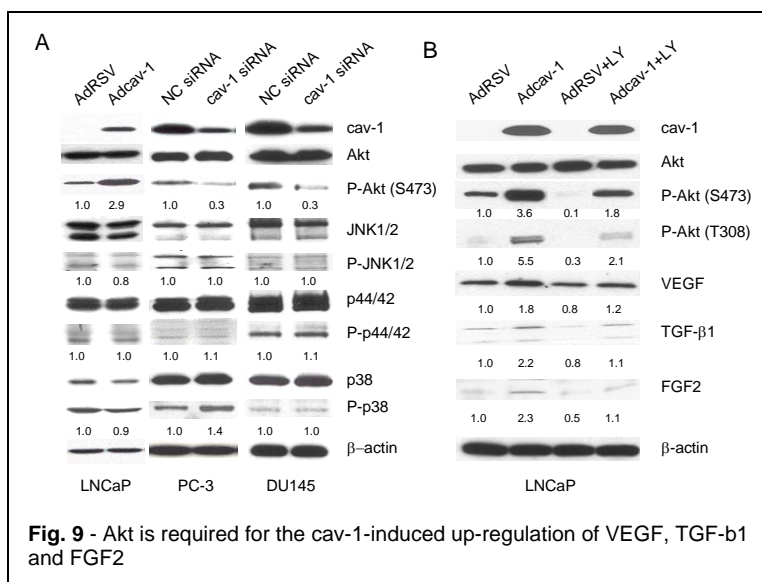 A
AdRSV Adcav-1 NC siRNA cav-1 siRNA NC siRNA cav-1 siRNA
cav-1
Akt
P-Akt (S473)
1.0 2.9 1.0 0.3 1.0 0.3
JNK1/2
P-JNK1/2
1.0 0.8 1.0 1.0 1.0 1.0
p44/42
P-p44/42
1.0 1.0 1.0 1.1 1.0 1.1
p38
P-p38
1.0 0.9 1.0 1.4 1.0 1.0
β-actin
LNCaP PC-3 DU145
B
AdRSV Adcav-1 AdRSV+LY Adcav-1+LY
cav-1
Akt
P-Akt (S473)
1.0 3.6 0.1 1.8
P-Akt (T308)
1.0 5.5 0.3 2.1
VEGF
1.0 1.8 0.8 1.2
TGF-β1
1.0 2.2 0.8 1.1
FGF2
1.0 2.3 0.5 1.1
β-actin
LNCaP
Fig. 9 - Akt is required for the cav-1-induced up-regulation of VEGF, TGF-b1
and FGF2